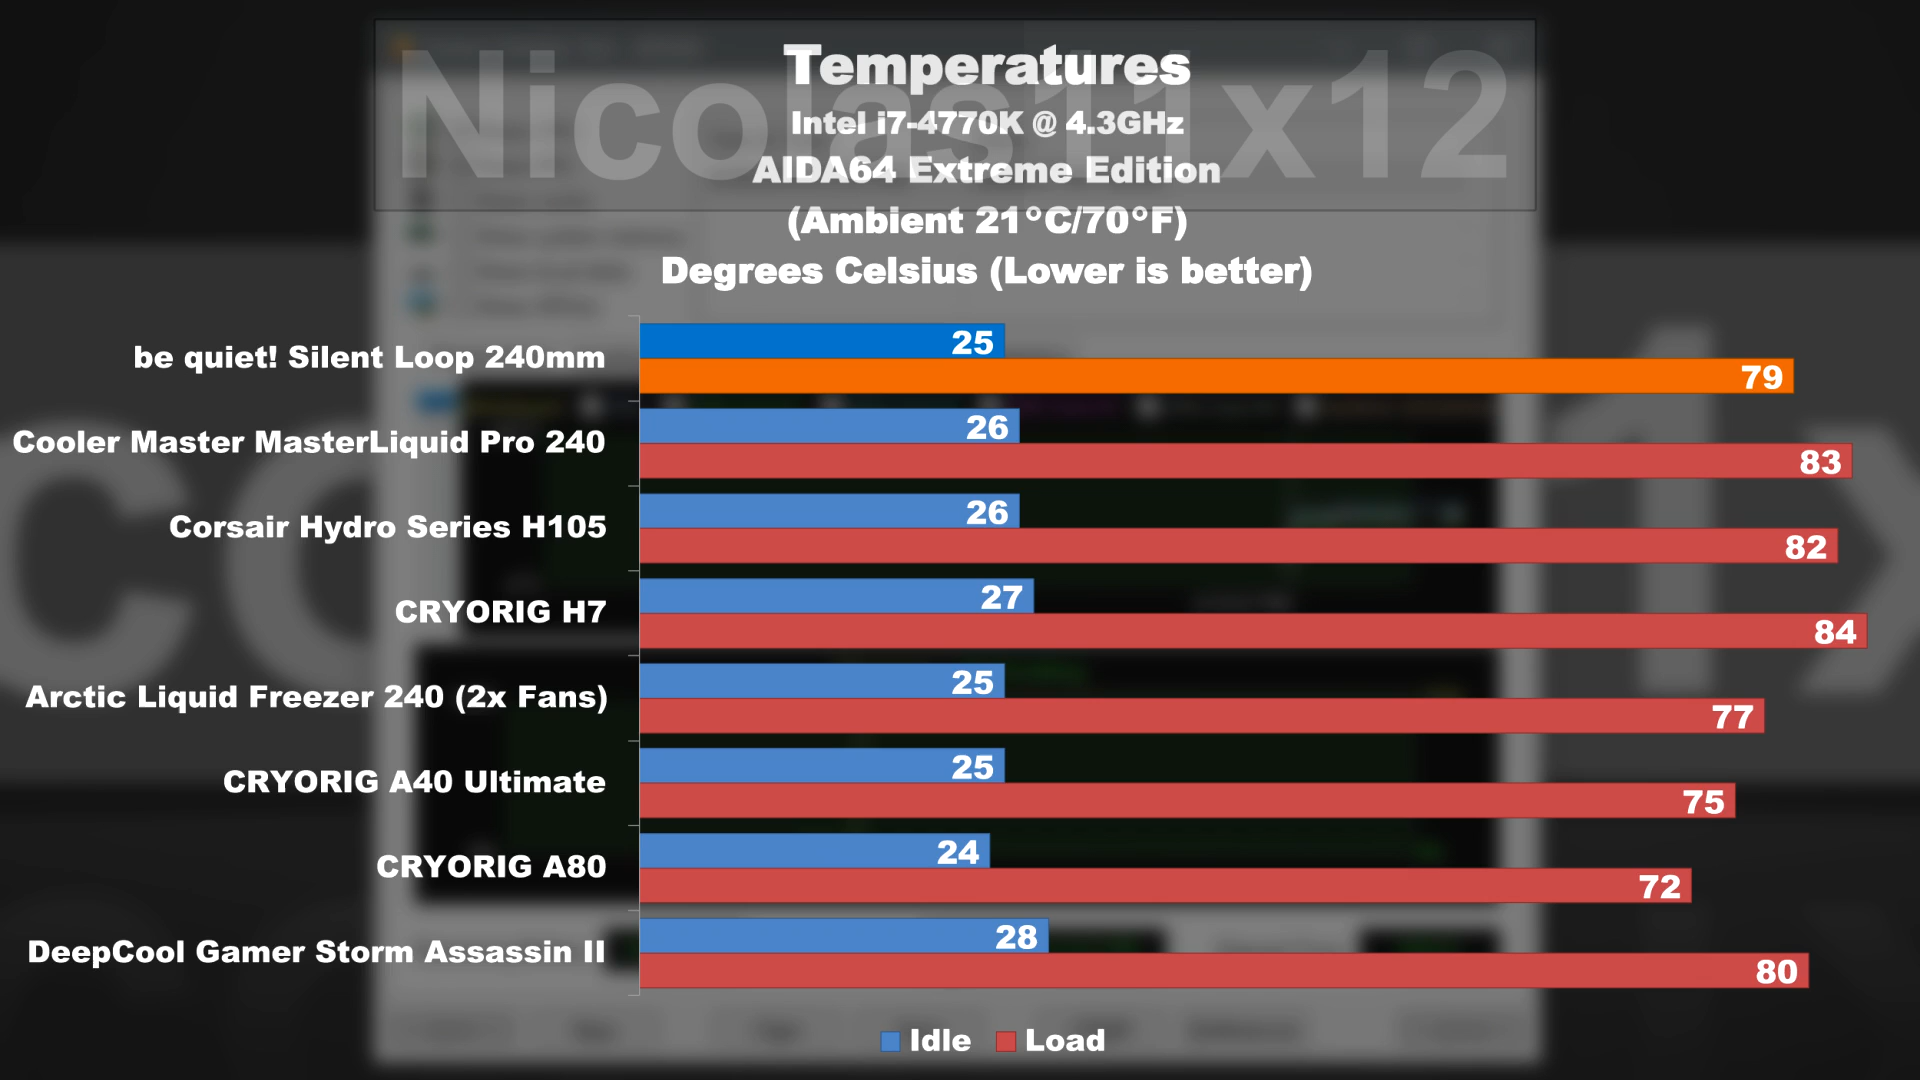 Nicolas11x12
Temperatures
Intel i7-4770K @ 4.3GHz
AIDA64 Extreme Edition
(Ambient 21°C/70°F)
Degrees Celsius (Lower is better)
be quiet! Silent Loop 240mm
25
79
Cooler Master MasterLiquid Pro 240
26
83
Corsair Hydro Series H105
26
82
CRYORIG H7
27
84
Arctic Liquid Freezer 240 (2x Fans)
25
77
CRYORIG A40 Ultimate
25
75
CRYORIG A80
24
72
DeepCool Gamer Storm Assassin II
28
80
Idle Load